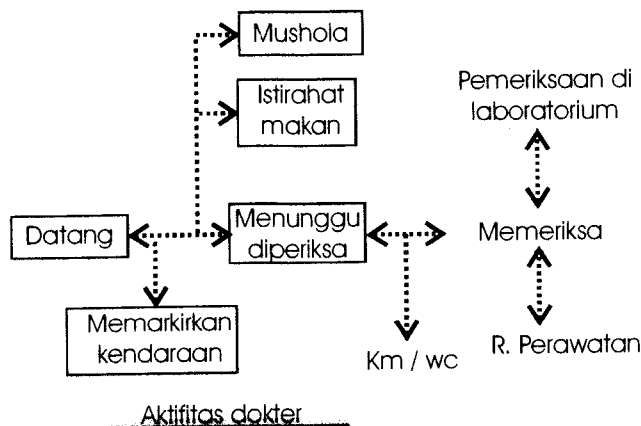 Mushola
Istirahat
makan
Pemeriksaan di
laboratorium
Datang
Menunggu
diperiksa
Memeriksa
Memarkirkan
kendaraan
Km / wc
R. Perawatan
Aktifitas dokter